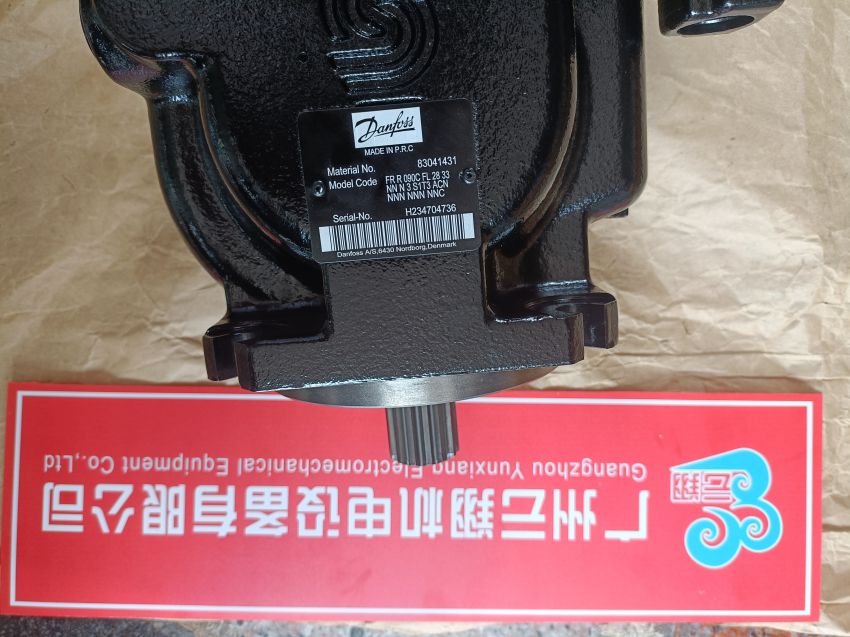 Danfoss
MADE IN P.R.C
Material No. 83041431
Model Code FR R 090C FL 28 33
NN N 3 S1T3 ACN
NNN NNN NNC
Serial-No. H234704736
Danfoss A/S,6430 Nordborg,Denmark
云翔
广州云翔机电设备有限公司
Guangzhou Yunxiang Electromechanical Equipment Co.,Ltd